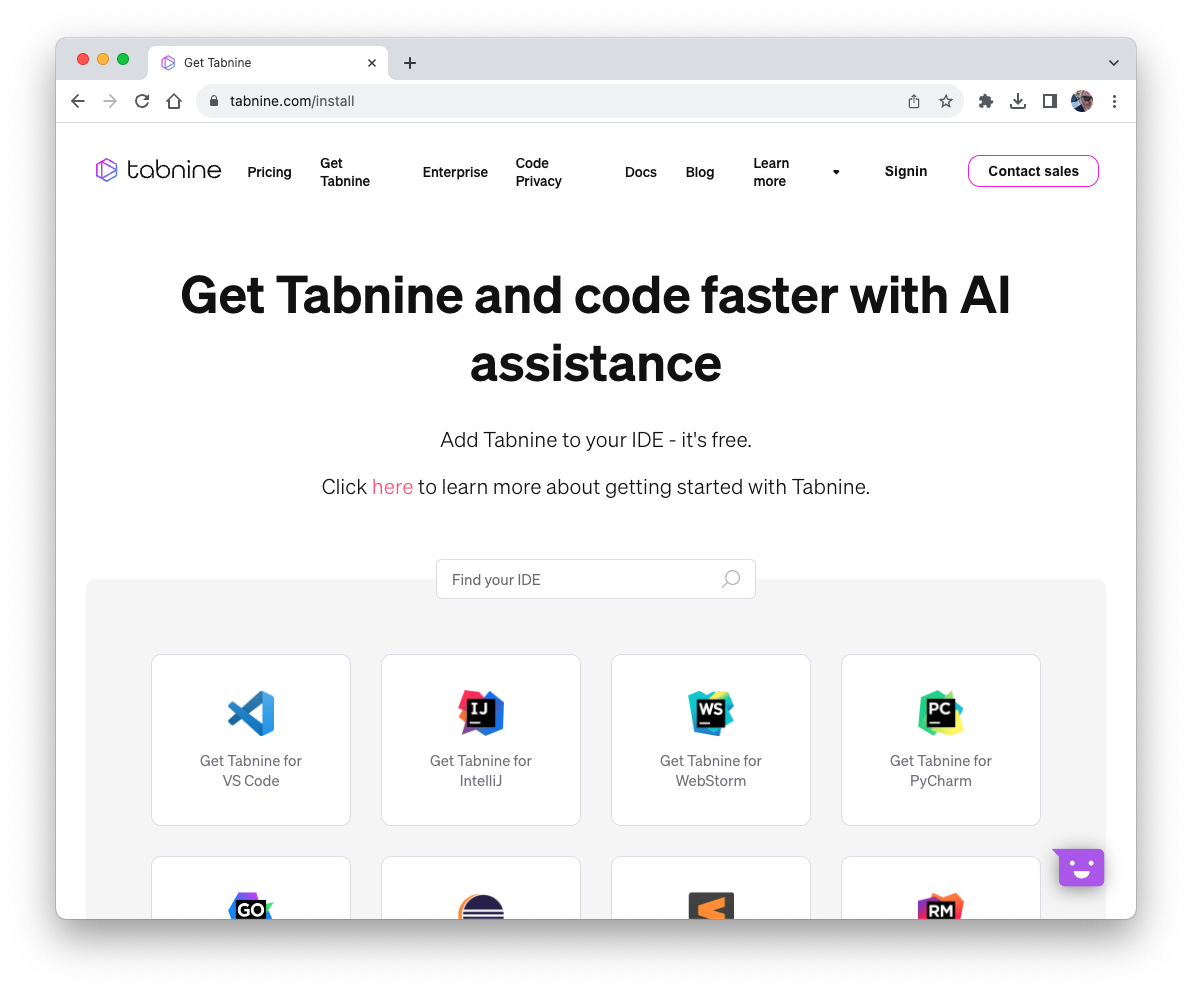 Get Tabnine
tabnine.com/install
tabnine
Pricing
Get
Tabnine
Enterprise
Code
Privacy
Docs
Blog
Learn
more
Signin
Contact sales
Get Tabnine and code faster with AI
assistance
Add Tabnine to your IDE - it's free.
Click here to learn more about getting started with Tabnine.
Find your IDE
IJ
WS
PC
Get Tabnine for
VS Code
Get Tabnine for
IntelliJ
Get Tabnine for
WebStorm
Get Tabnine for
PyCharm
GO
RM